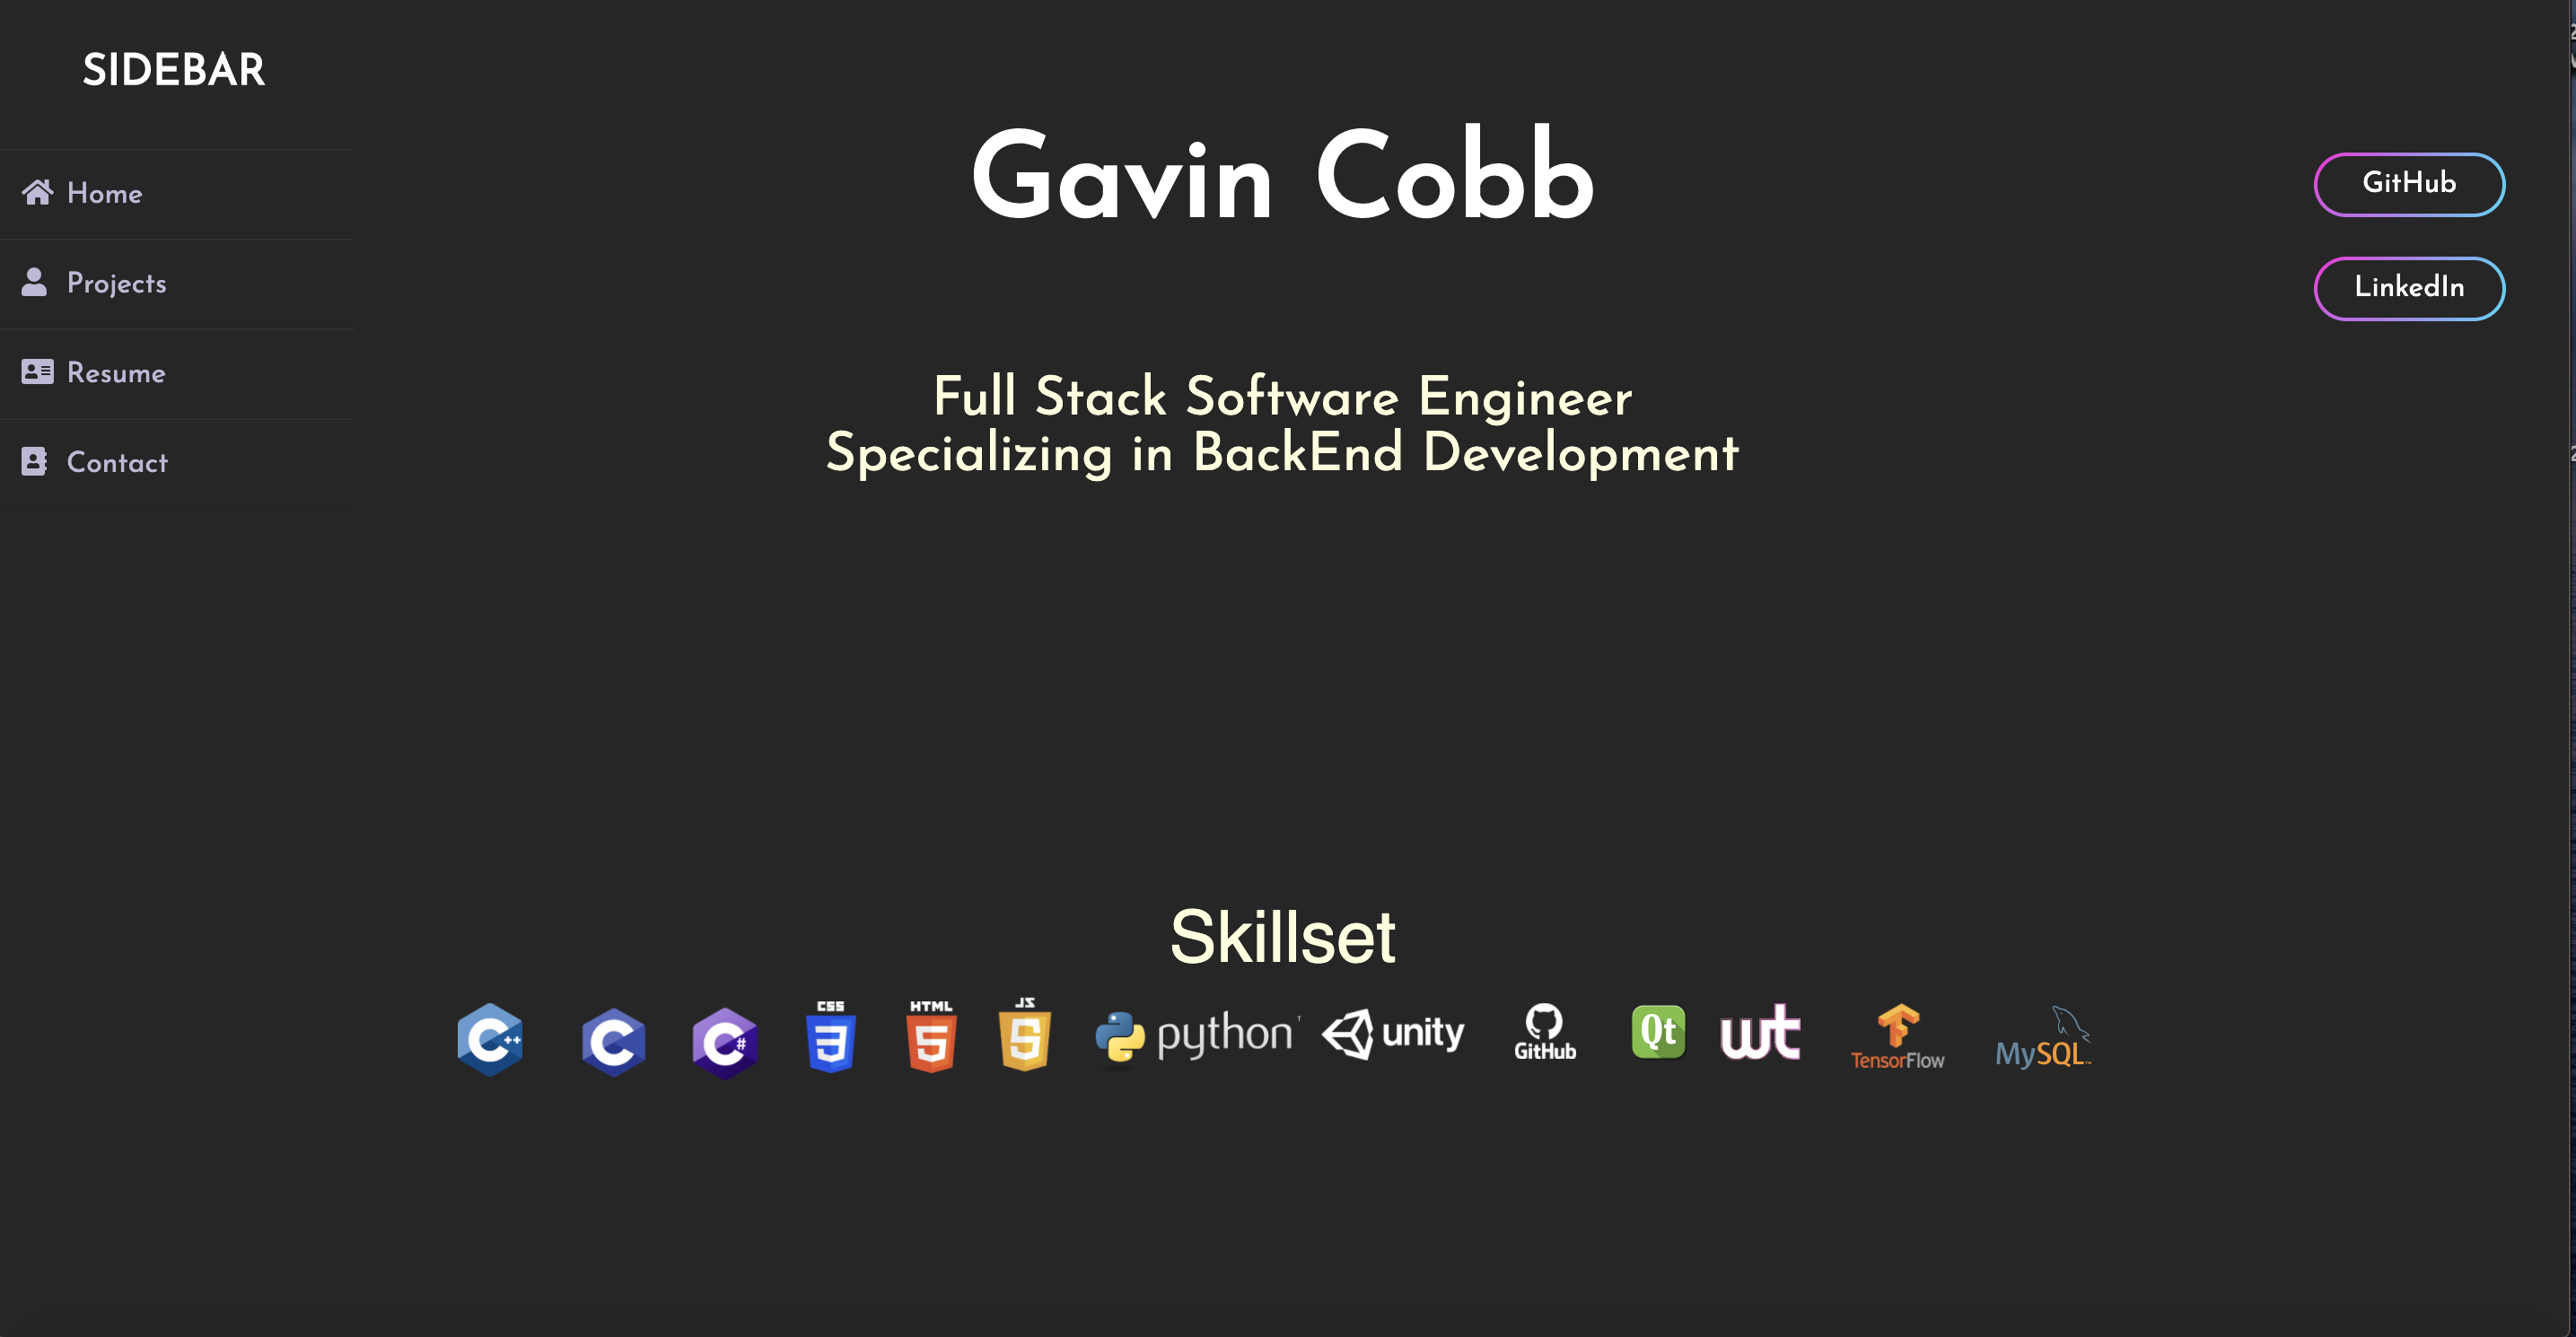 SIDEBAR
Home
Projects
Resume
Contact
Gavin Cobb
GitHub
LinkedIn
Full Stack Software Engineer
Specializing in BackEnd Development
Skillset
C++ C C# CSS 3 HTML 5 JS 5 python unity GitHub Qt wt TensorFlow MySQL™